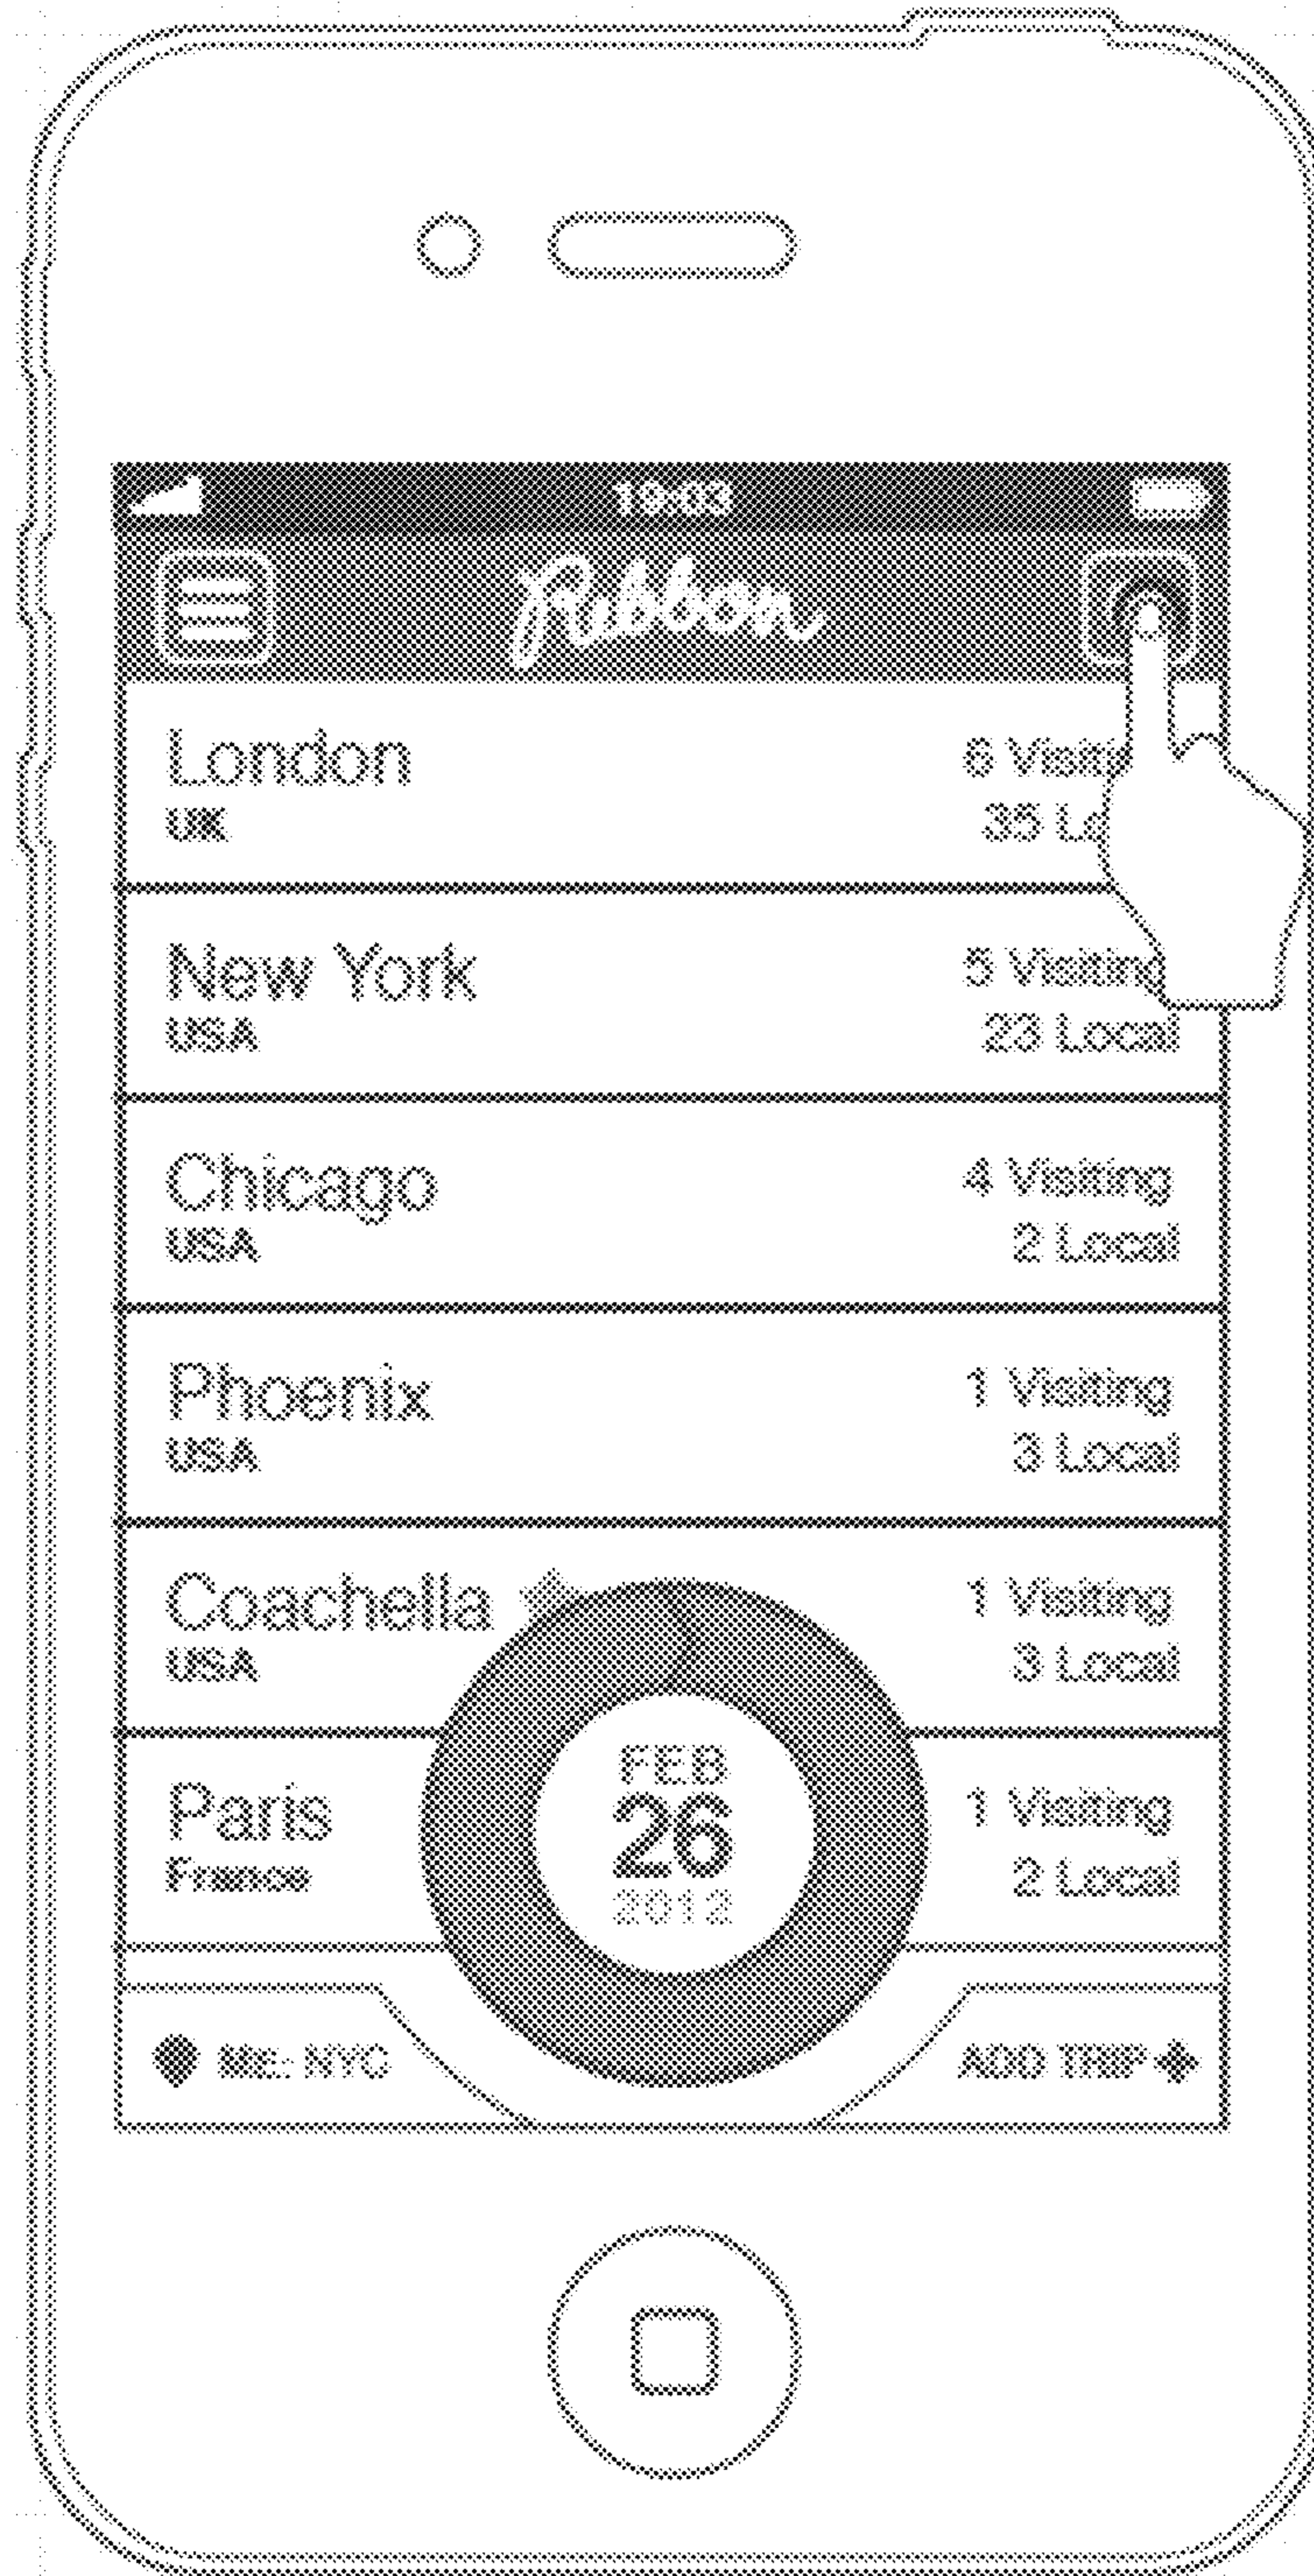 19:03
Ribbon
London
UK
6 Visiti
35 Lo
New York
USA
5 Visiting
23 Local
Chicago
USA
4 Visiting
2 Local
Phoenix
USA
1 Visiting
3 Local
Coachella
USA
1 Visiting
3 Local
Paris
France
1 Visiting
2 Local
FEB
26
2012
ME: NYC
ADD TRIP